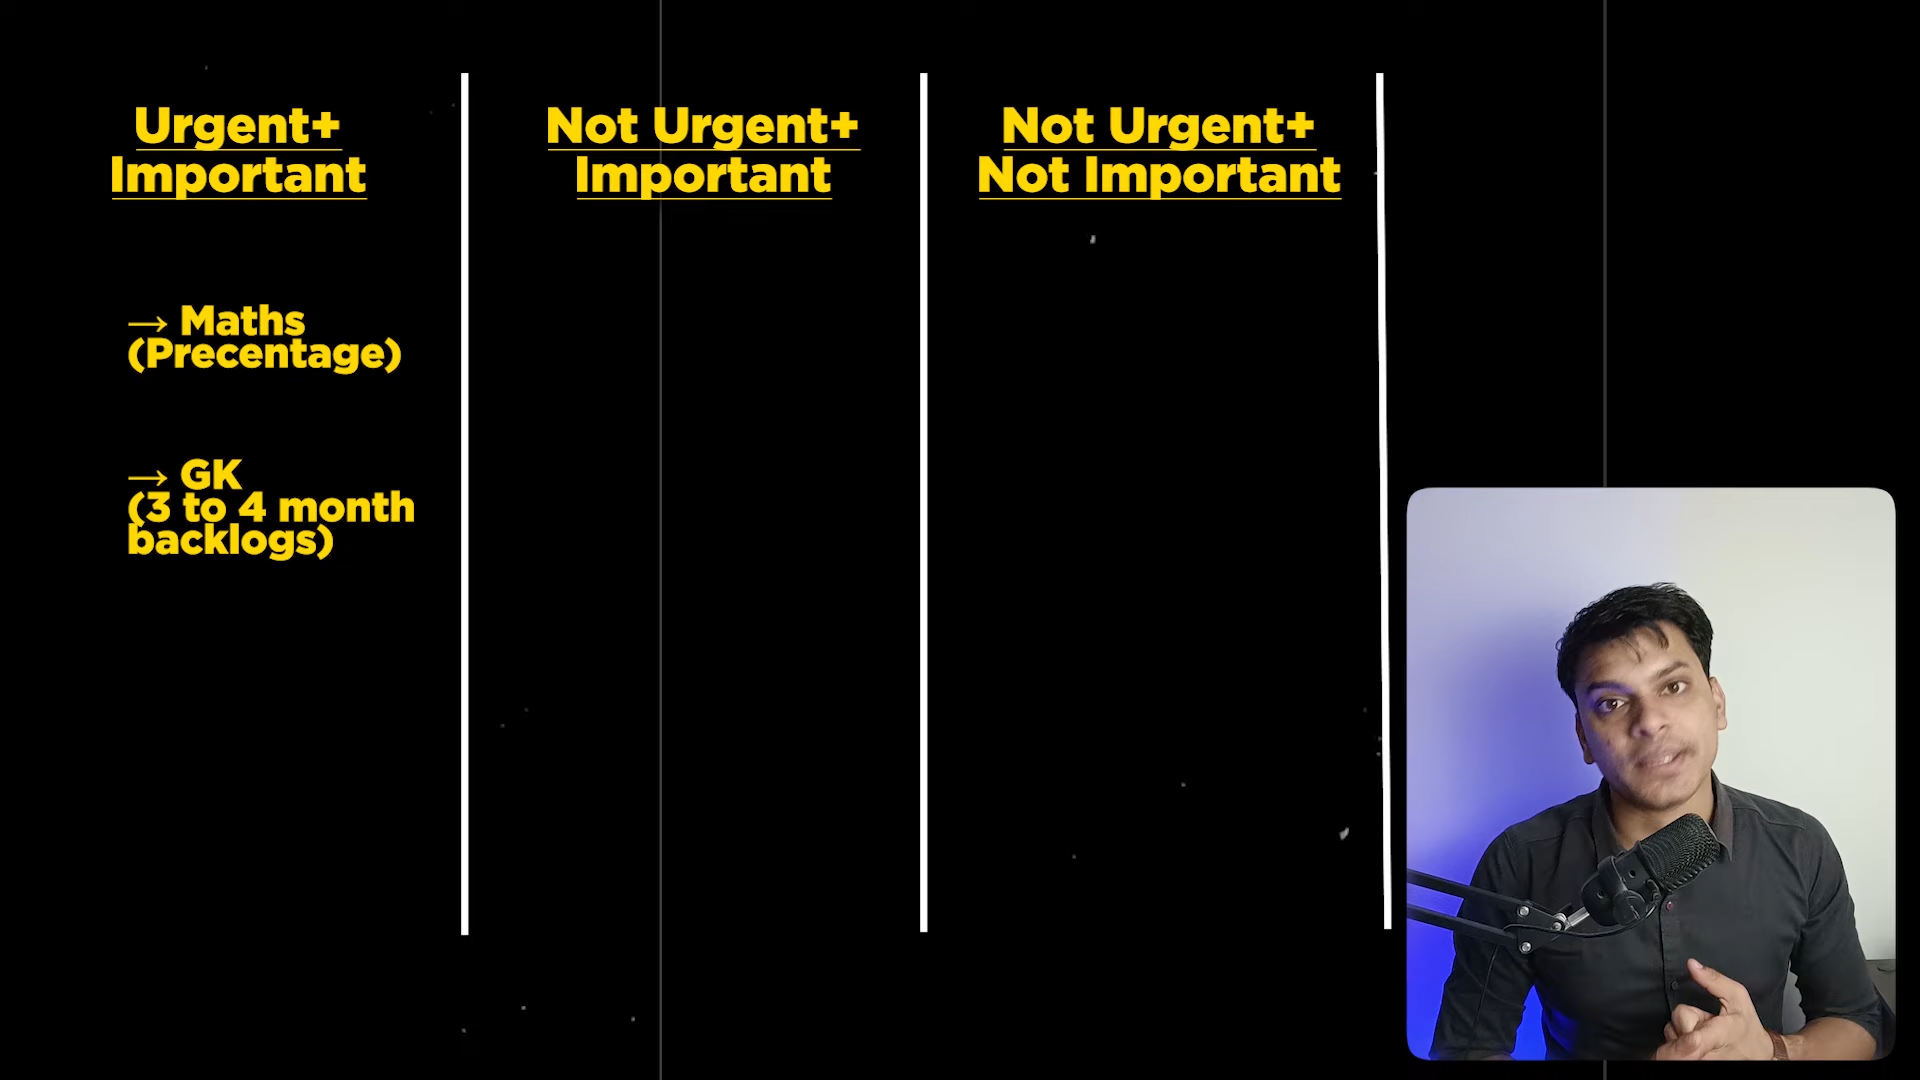 Urgent+
Important
→ Maths
(Precentage)
→ GK
(3 to 4 month
backlogs)
Not Urgent+
Important
Not Urgent+
Not Important